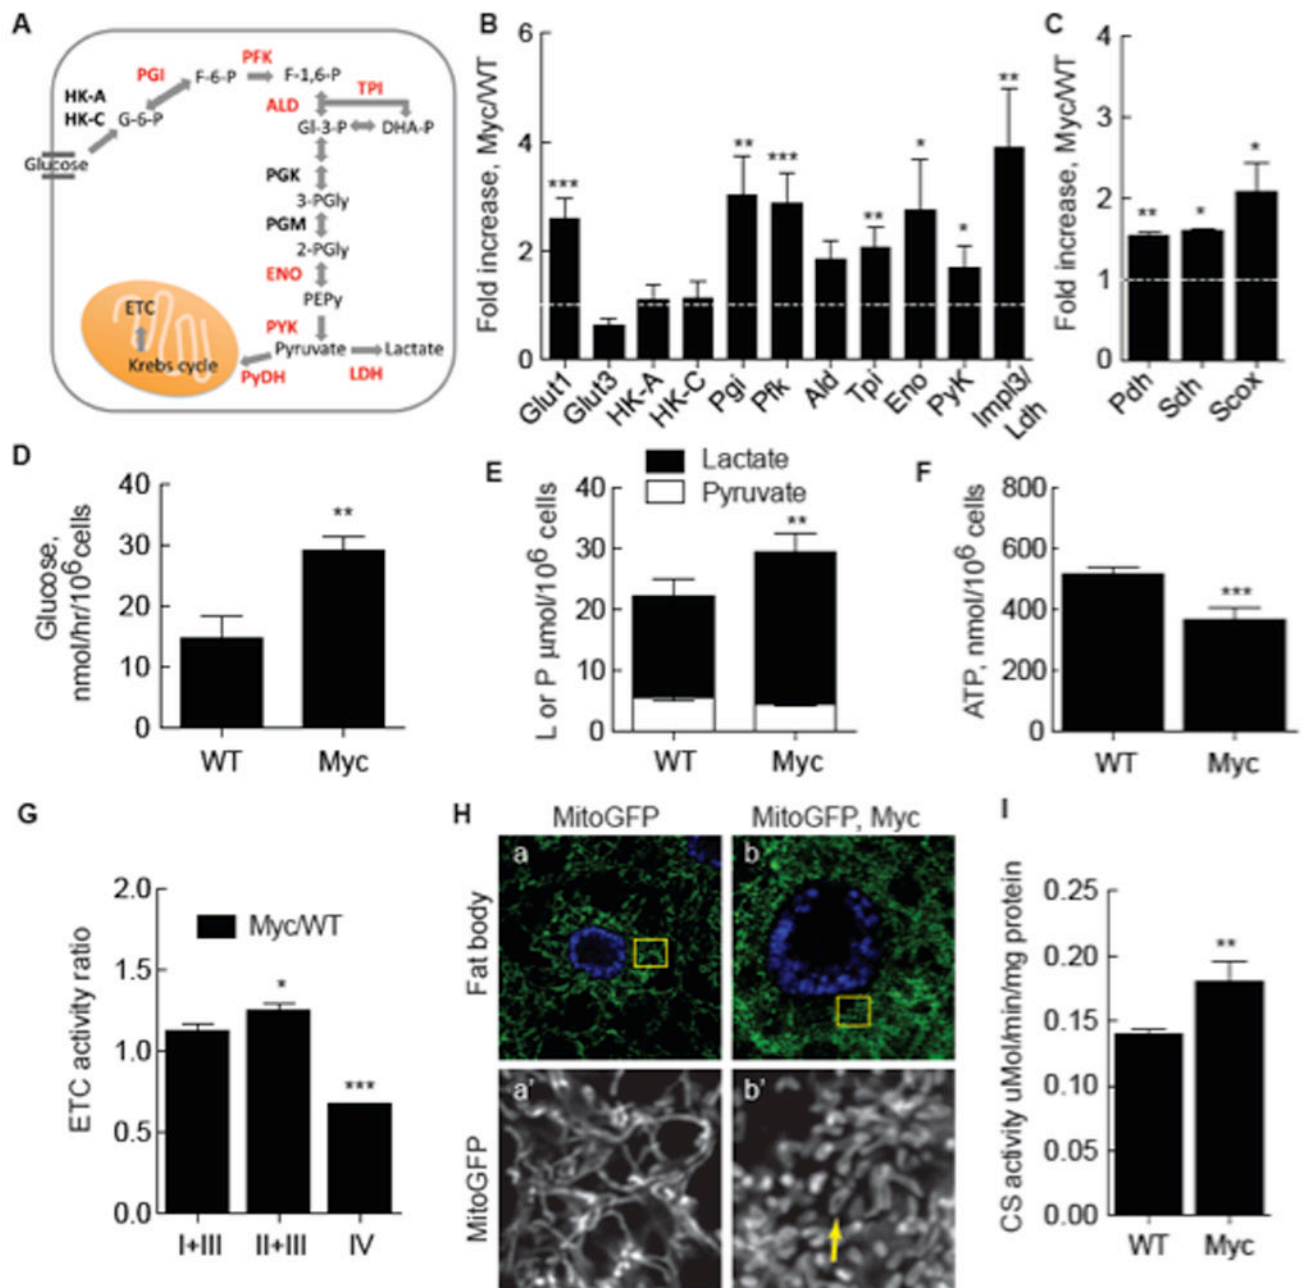 A
PFK
PGI
F-6-P
F-1,6-P
TPI
HK-A
HK-C
G-6-P
ALD
Gl-3-P
DHA-P
Glucose
PGK
3-PGly
PGM
2-PGly
ENO
PEPy
ETC
PYK
Pyruvate
Lactate
Krebs cycle
PyDH
LDH
B
Fold increase, Myc/WT
6
4
2
0
***
**
***
**
*
*
**
Glut1
Glut3
HK-A
HK-C
Pgi
Pfk
Ald
Tpi
Eno
PyK
Impl3/
Ldh
C
Fold increase, Myc/WT
4
2
1
0
**
*
*
Pdh
Sdh
Scox
D
Glucose,
nmol/hr/10⁶cells
40
30
20
10
0
**
WT
Myc
E
Lactate
Pyruvate
L or P µmol/10⁶ cells
40
30
20
10
0
**
WT
Myc
F
ATP, nmol/10⁶ cells
800
600
400
200
0
***
WT
Myc
G
ETC activity ratio
2.0
1.5
1.0
0.5
0.0
Myc/WT
*
***
I+III
II+III
IV
H
MitoGFP
MitoGFP, Myc
Fat body
a
b
MitoGFP
a'
b'
I
CS activity uMol/min/mg protein
0.25
0.20
0.15
0.10
0.05
0.00
**
WT
Myc